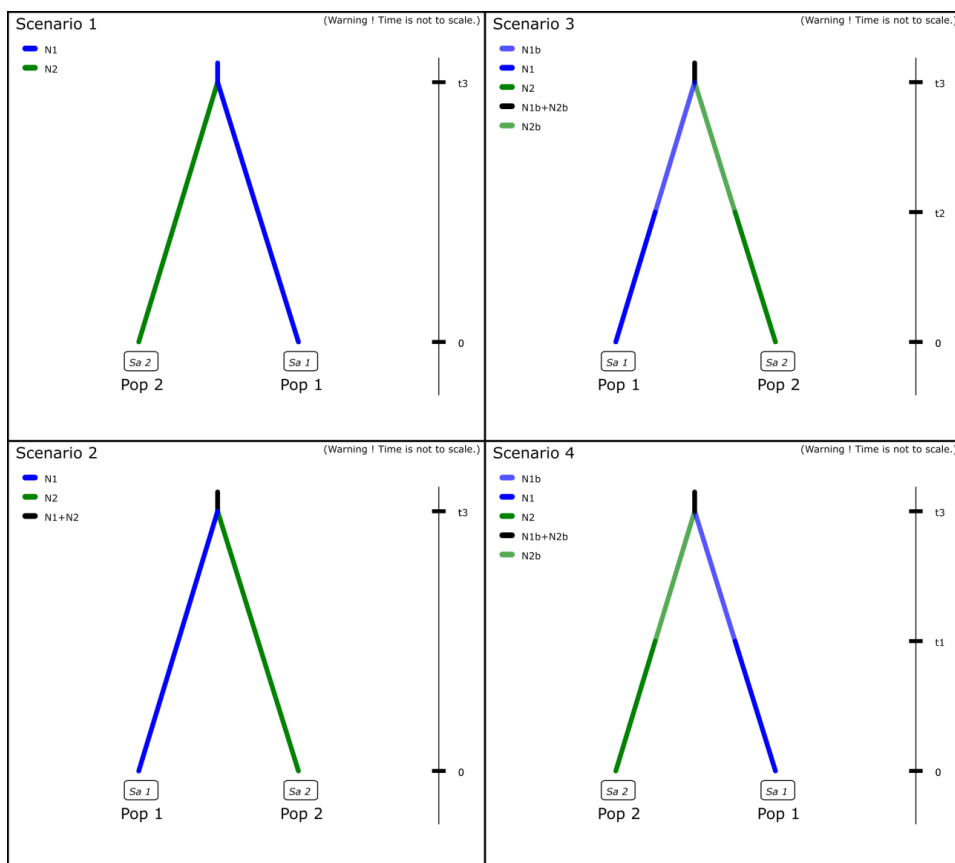 Scenario 1
(Warning ! Time is not to scale.)
N1
N2
t3
0
Sa 2
Sa 1
Pop 2
Pop 1
Scenario 3
(Warning ! Time is not to scale.)
N1b
N1
N2
N1b+N2b
N2b
t3
t2
0
Sa 1
Sa 2
Pop 1
Pop 2
Scenario 2
(Warning ! Time is not to scale.)
N1
N2
N1+N2
t3
0
Sa 1
Sa 2
Pop 1
Pop 2
Scenario 4
(Warning ! Time is not to scale.)
N1b
N1
N2
N1b+N2b
N2b
t3
t1
0
Sa 2
Sa 1
Pop 2
Pop 1